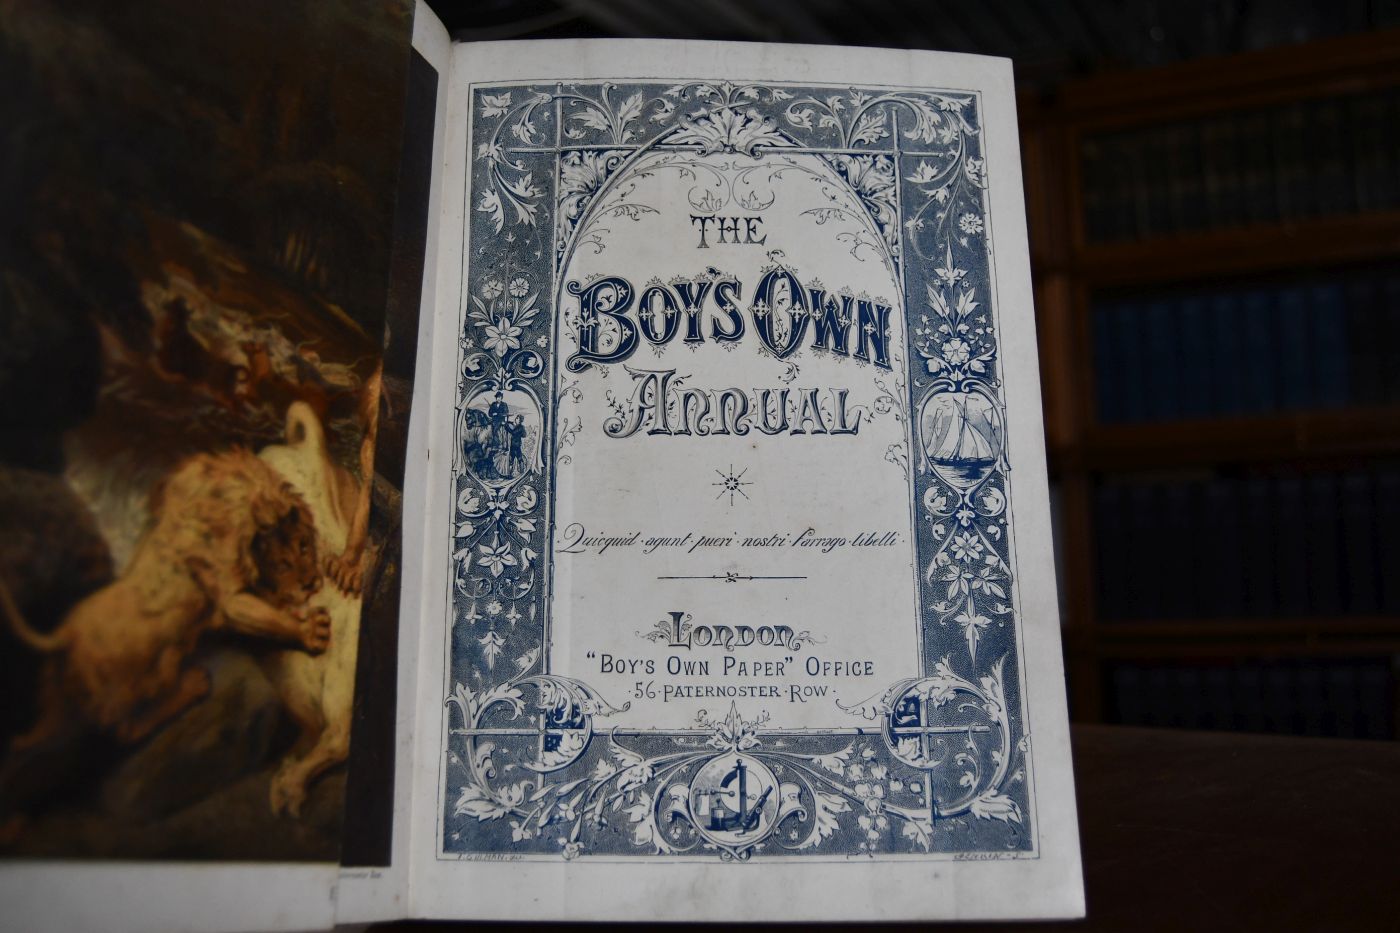 THE
BOY'S OWN
ANNUAL
Quicquid · agunt · pueri · nostri · farrago · libelli ·
LONDON
"BOY'S OWN PAPER" OFFICE
· 56 · PATERNOSTER · ROW ·